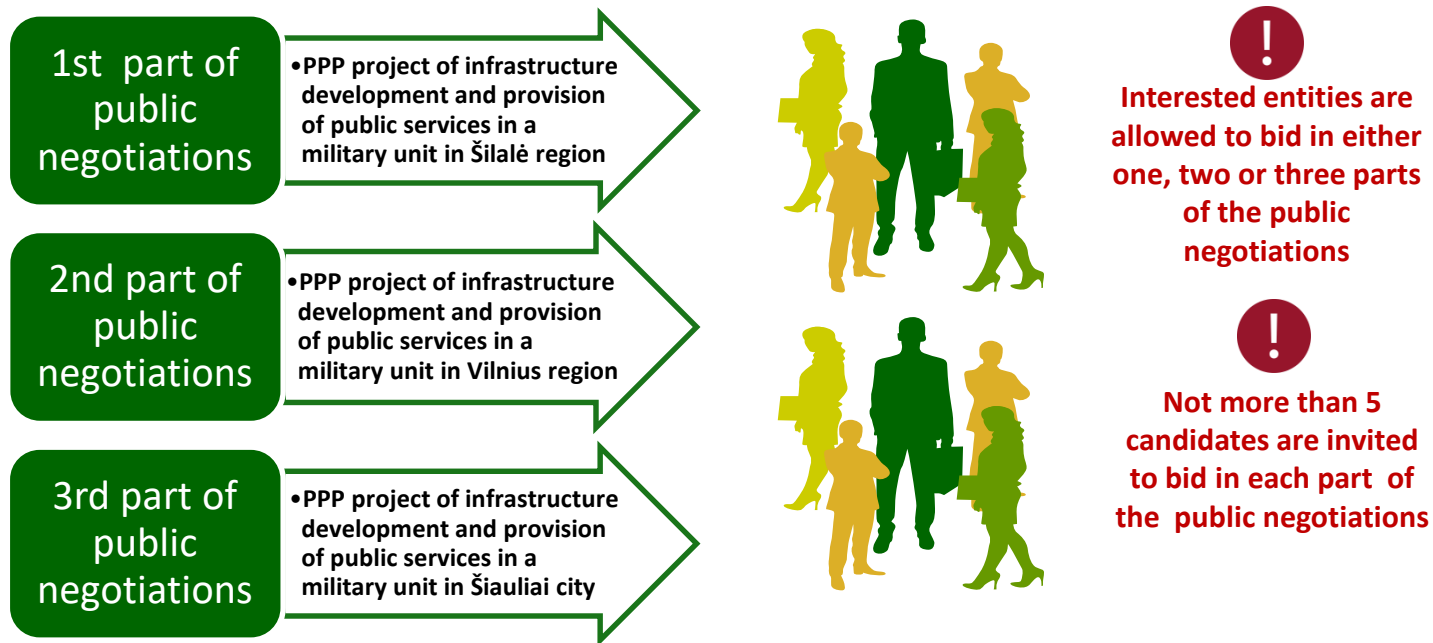 1st part of
public
negotiations
•PPP project of infrastructure
development and provision
of public services in a
military unit in Šilalė region
2nd part of
public
negotiations
•PPP project of infrastructure
development and provision
of public services in a
military unit in Vilnius region
3rd part of
public
negotiations
•PPP project of infrastructure
development and provision
of public services in a
military unit in Šiauliai city
!
Interested entities are
allowed to bid in either
one, two or three parts
of the public
negotiations
!
Not more than 5
candidates are invited
to bid in each part of
the public negotiations